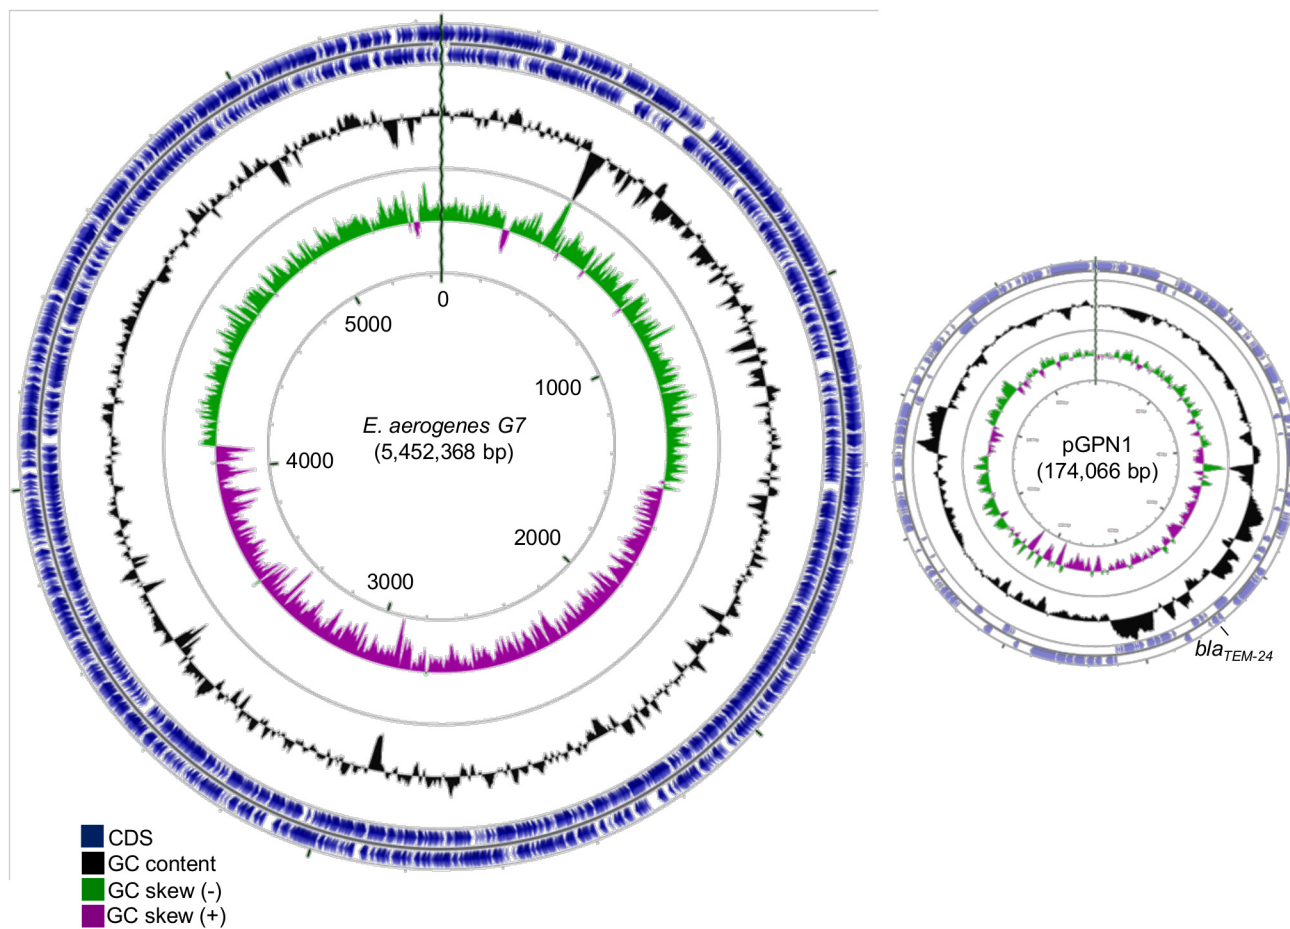 0
5000
1000
E. aerogenes G7
(5,452,368 bp)
4000
2000
3000
pGPN1
(174,066 bp)
blaTEM-24
CDS
GC content
GC skew (-)
GC skew (+)